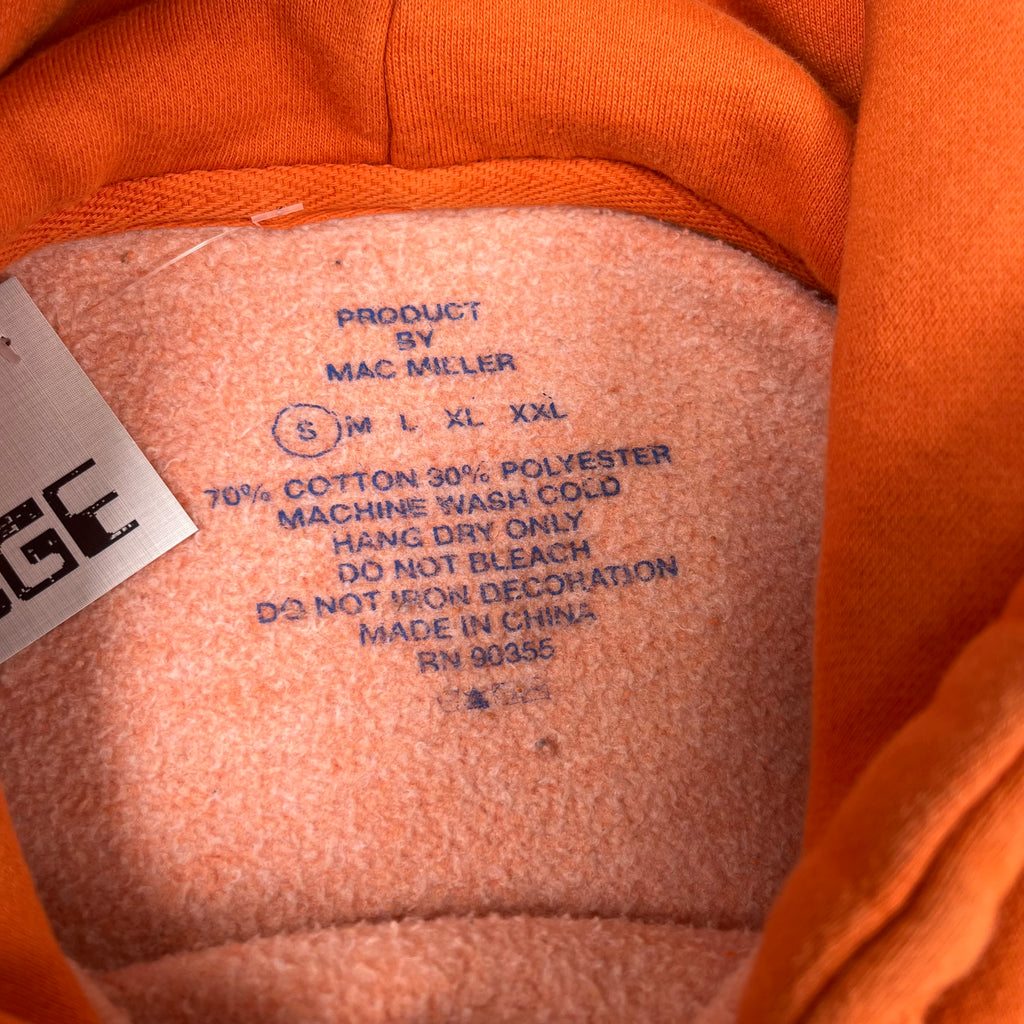 PRODUCT
BY
MAC MILLER
S M L XL XXL
70% COTTON 30% POLYESTER
MACHINE WASH COLD
HANG DRY ONLY
DO NOT BLEACH
DO NOT IRON DECORATION
MADE IN CHINA
RN 90355